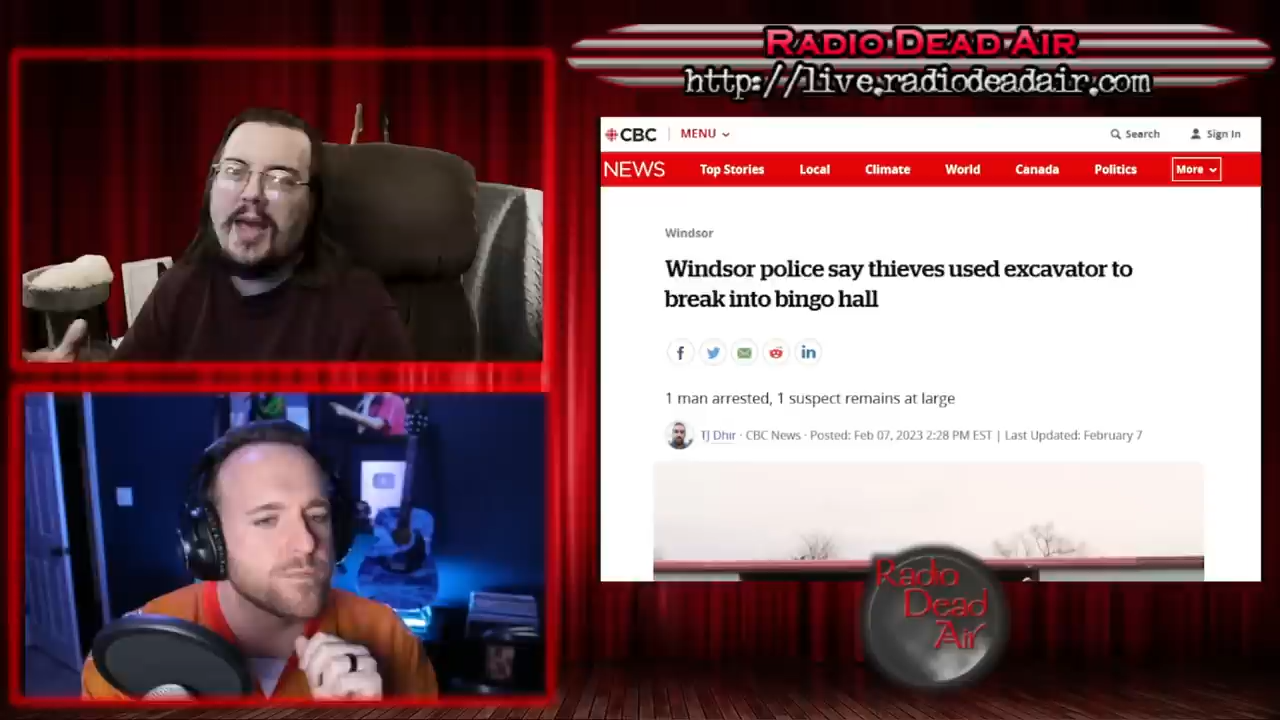 Radio Dead Air
http://live.radiodeadair.com
CBC
MENU
Search
Sign In
NEWS
Top Stories
Local
Climate
World
Canada
Politics
More
Windsor
Windsor police say thieves used excavator to
break into bingo hall
1 man arrested, 1 suspect remains at large
TJ Dhir · CBC News · Posted: Feb 07, 2023 2:28 PM EST | Last Updated: February 7
Radio
Dead
Air